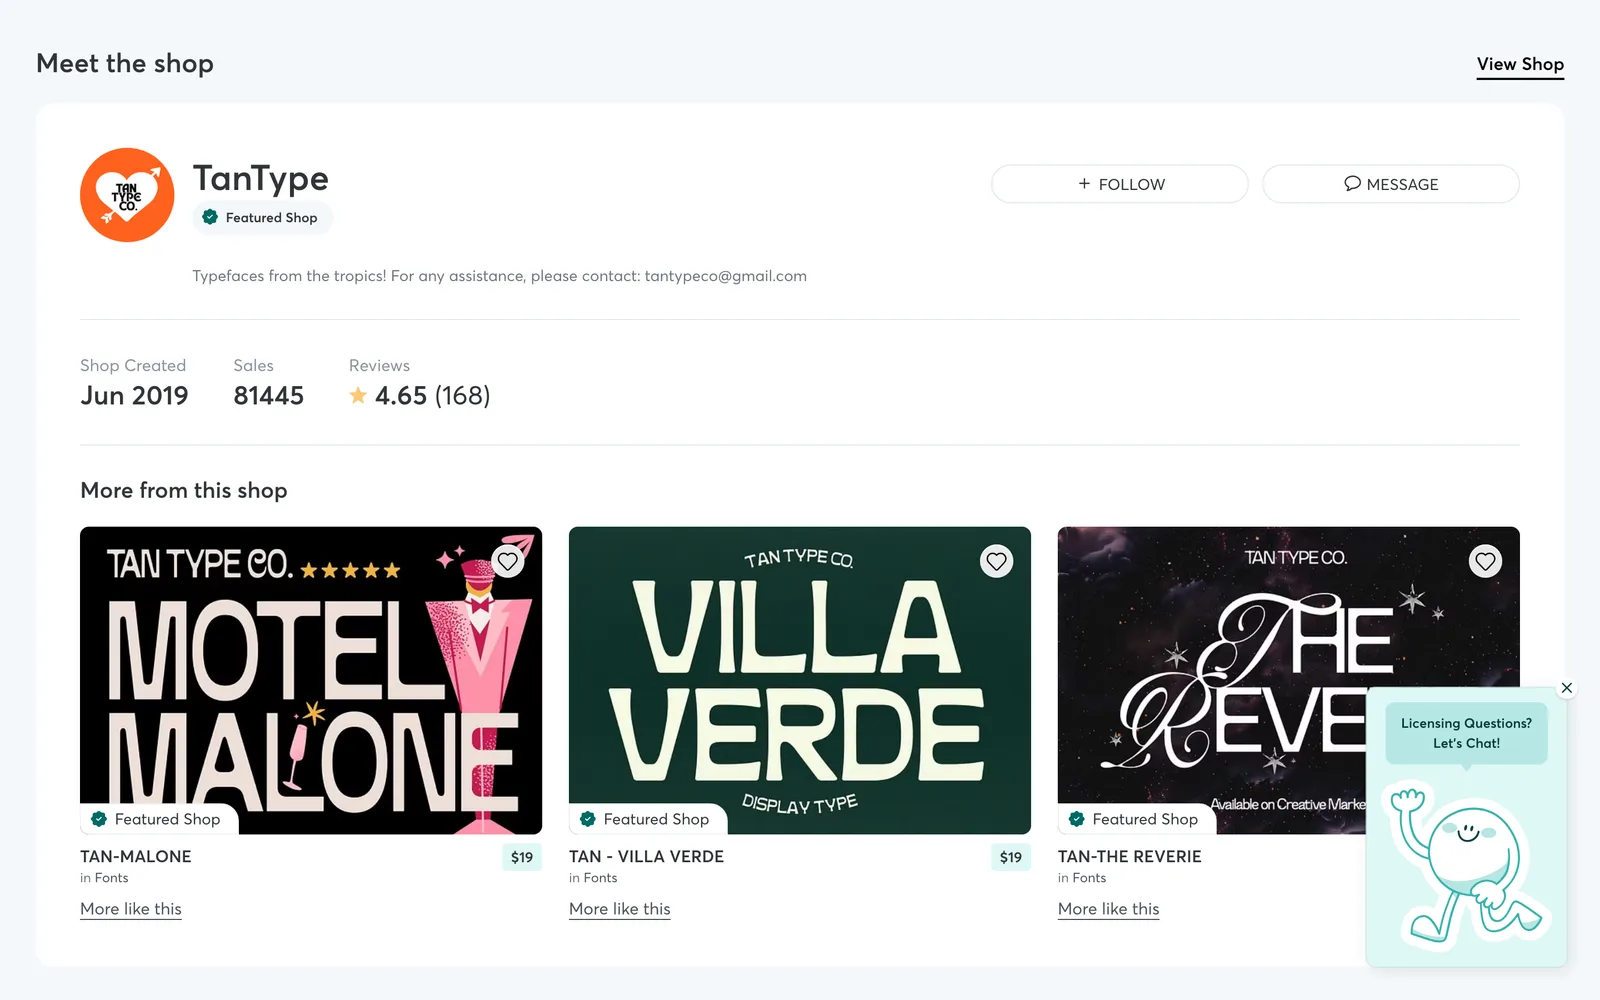 Meet the shop
View Shop
TAN
TYPE
CO.
TanType
Featured Shop
+ FOLLOW
MESSAGE
Typefaces from the tropics! For any assistance, please contact: tantypeco@gmail.com
Shop Created
Jun 2019
Sales
81445
Reviews
4.65 (168)
More from this shop
TAN TYPE CO.
MOTEL
MALONE
Featured Shop
TAN-MALONE
$19
in Fonts
More like this
TAN TYPE CO.
VILLA
VERDE
DISPLAY TYPE
Featured Shop
TAN - VILLA VERDE
$19
in Fonts
More like this
TAN TYPE CO.
THE
REVE
Available on Creative Marke
Featured Shop
TAN-THE REVERIE
in Fonts
More like this
Licensing Questions?
Let's Chat!